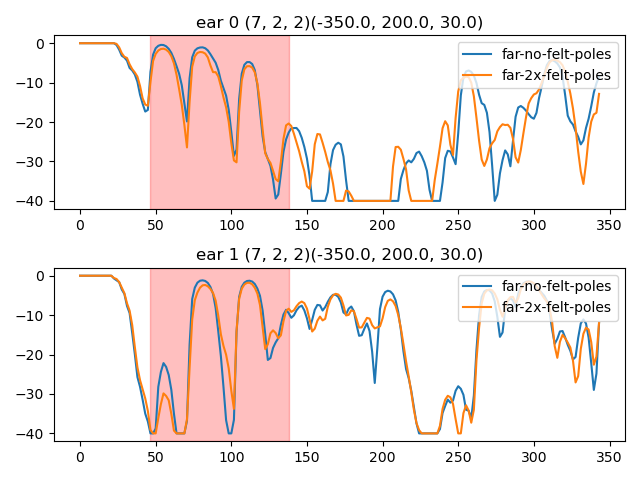 ear 0 (7, 2, 2)(-350.0, 200.0, 30.0)
0
−10
−20
−30
−40
far-no-felt-poles
far-2x-felt-poles
0 50 100 150 200 250 300 350
ear 1 (7, 2, 2)(-350.0, 200.0, 30.0)
0
−10
−20
−30
−40
far-no-felt-poles
far-2x-felt-poles
0 50 100 150 200 250 300 350